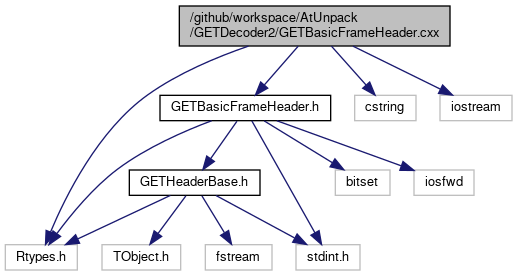 /github/workspace/AtUnpack
/GETDecoder2/GETBasicFrameHeader.cxx
GETBasicFrameHeader.h
cstring
iostream
GETHeaderBase.h
bitset
iosfwd
Rtypes.h
TObject.h
fstream
stdint.h